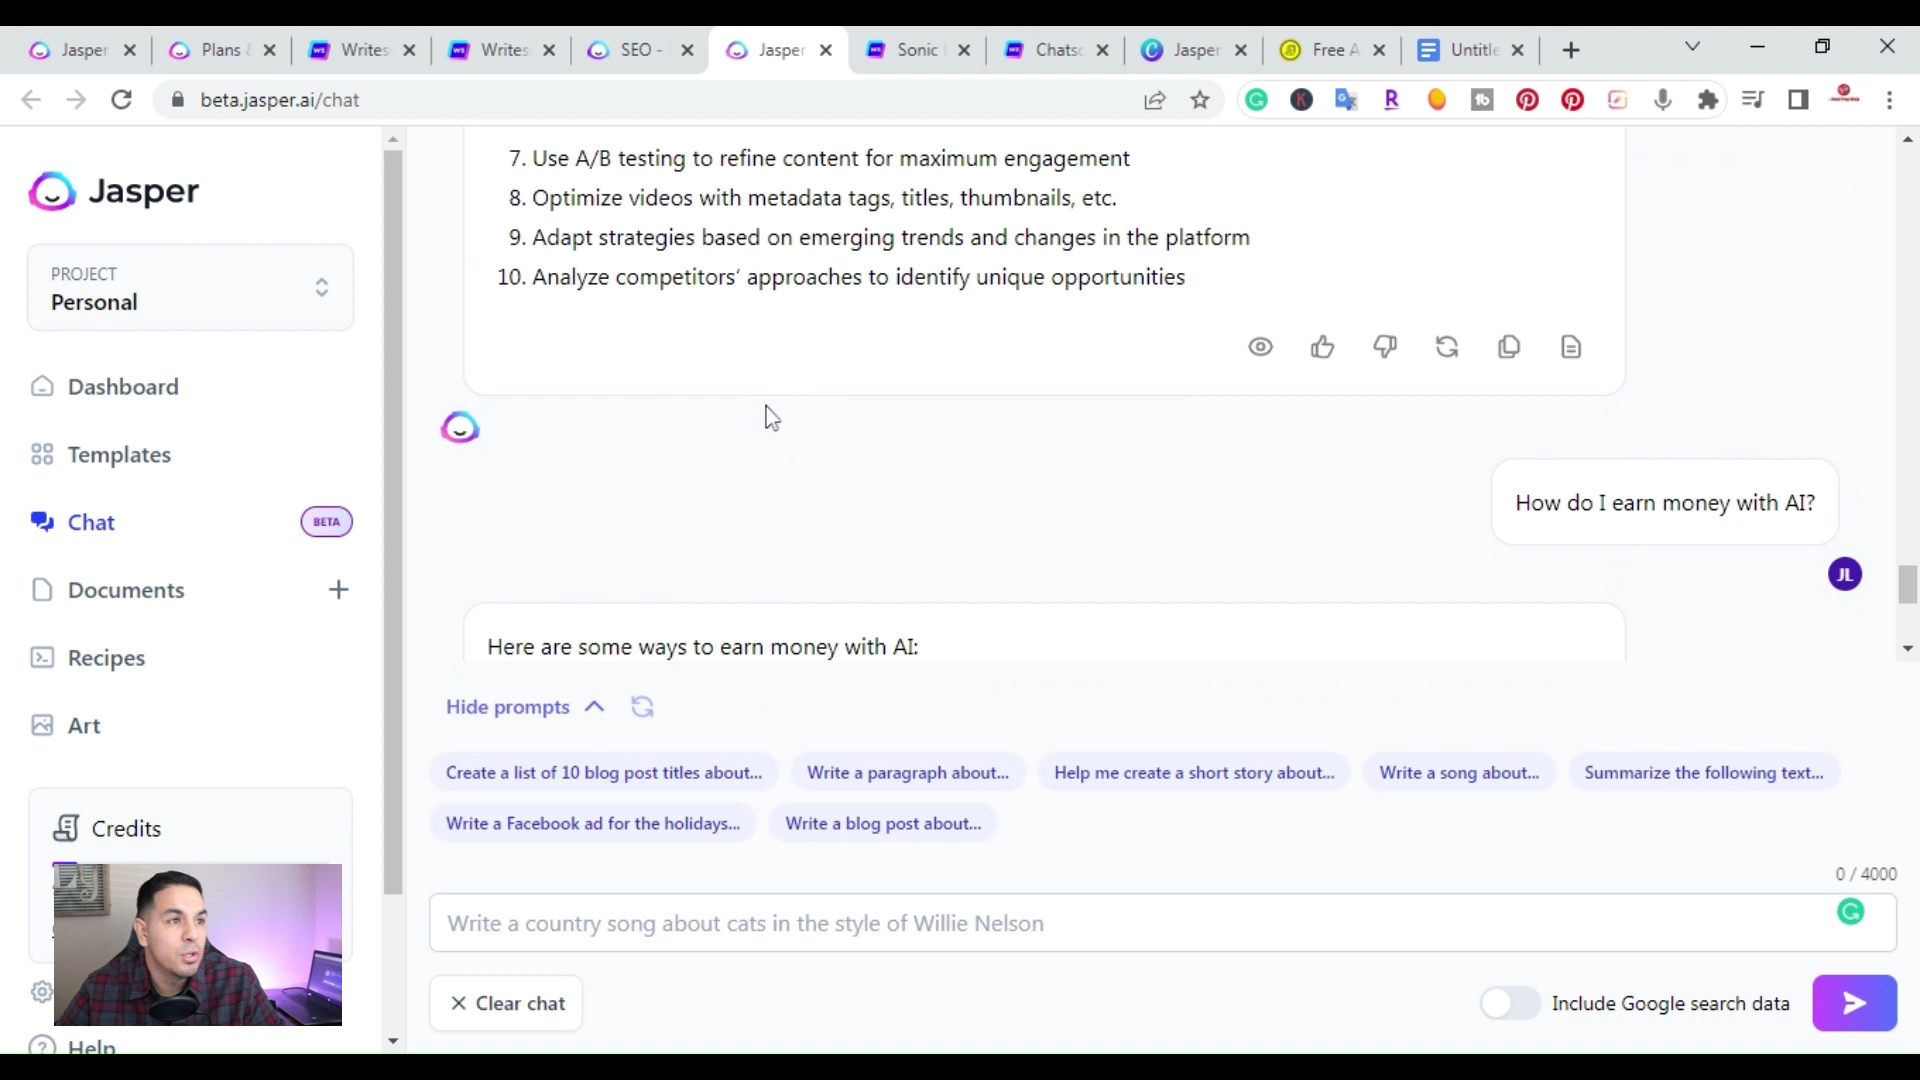 Jasper
Plans &
Writes
Writes
SEO -
Jasper
Sonic
Chatsc
Jasper
Free A
Untitle
beta.jasper.ai/chat
Jasper
PROJECT
Personal
Dashboard
Templates
Chat
BETA
Documents
Recipes
Art
Credits
Help
7. Use A/B testing to refine content for maximum engagement
8. Optimize videos with metadata tags, titles, thumbnails, etc.
9. Adapt strategies based on emerging trends and changes in the platform
10. Analyze competitors' approaches to identify unique opportunities
How do I earn money with AI?
JL
Here are some ways to earn money with AI:
Hide prompts
Create a list of 10 blog post titles about...
Write a paragraph about...
Help me create a short story about...
Write a song about...
Summarize the following text...
Write a Facebook ad for the holidays...
Write a blog post about...
0 / 4000
Write a country song about cats in the style of Willie Nelson
Clear chat
Include Google search data